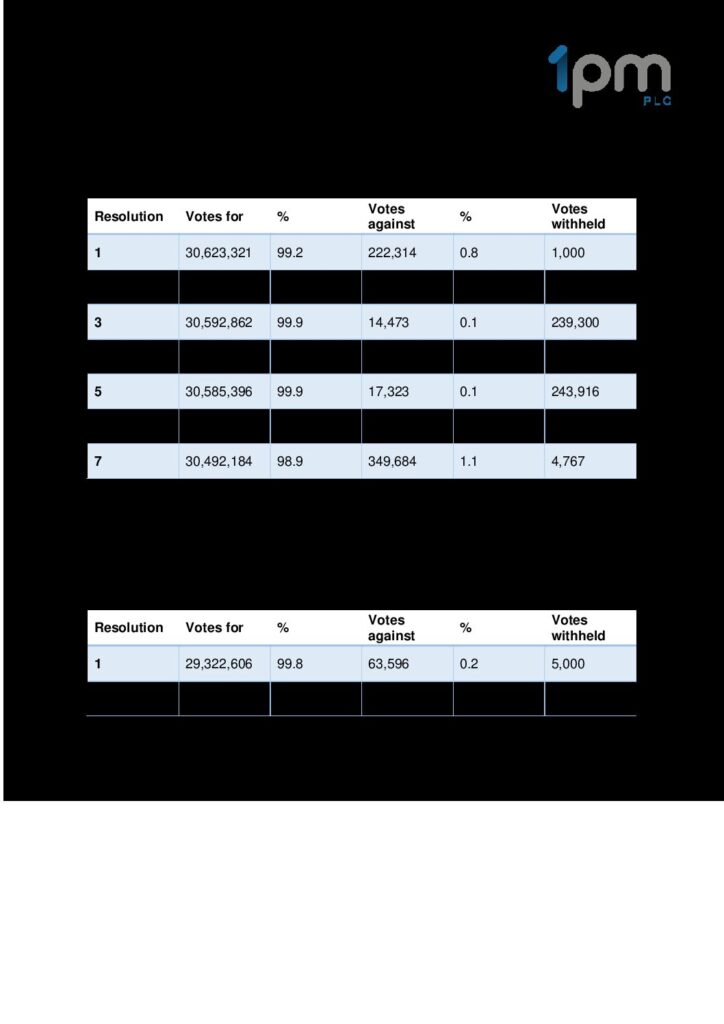 1pm
PLC
Resolution Votes for % Votes against % Votes withheld
1 30,623,321 99.2 222,314 0.8 1,000
3 30,592,862 99.9 14,473 0.1 239,300
5 30,585,396 99.9 17,323 0.1 243,916
7 30,492,184 98.9 349,684 1.1 4,767
Resolution Votes for % Votes against % Votes withheld
1 29,322,606 99.8 63,596 0.2 5,000